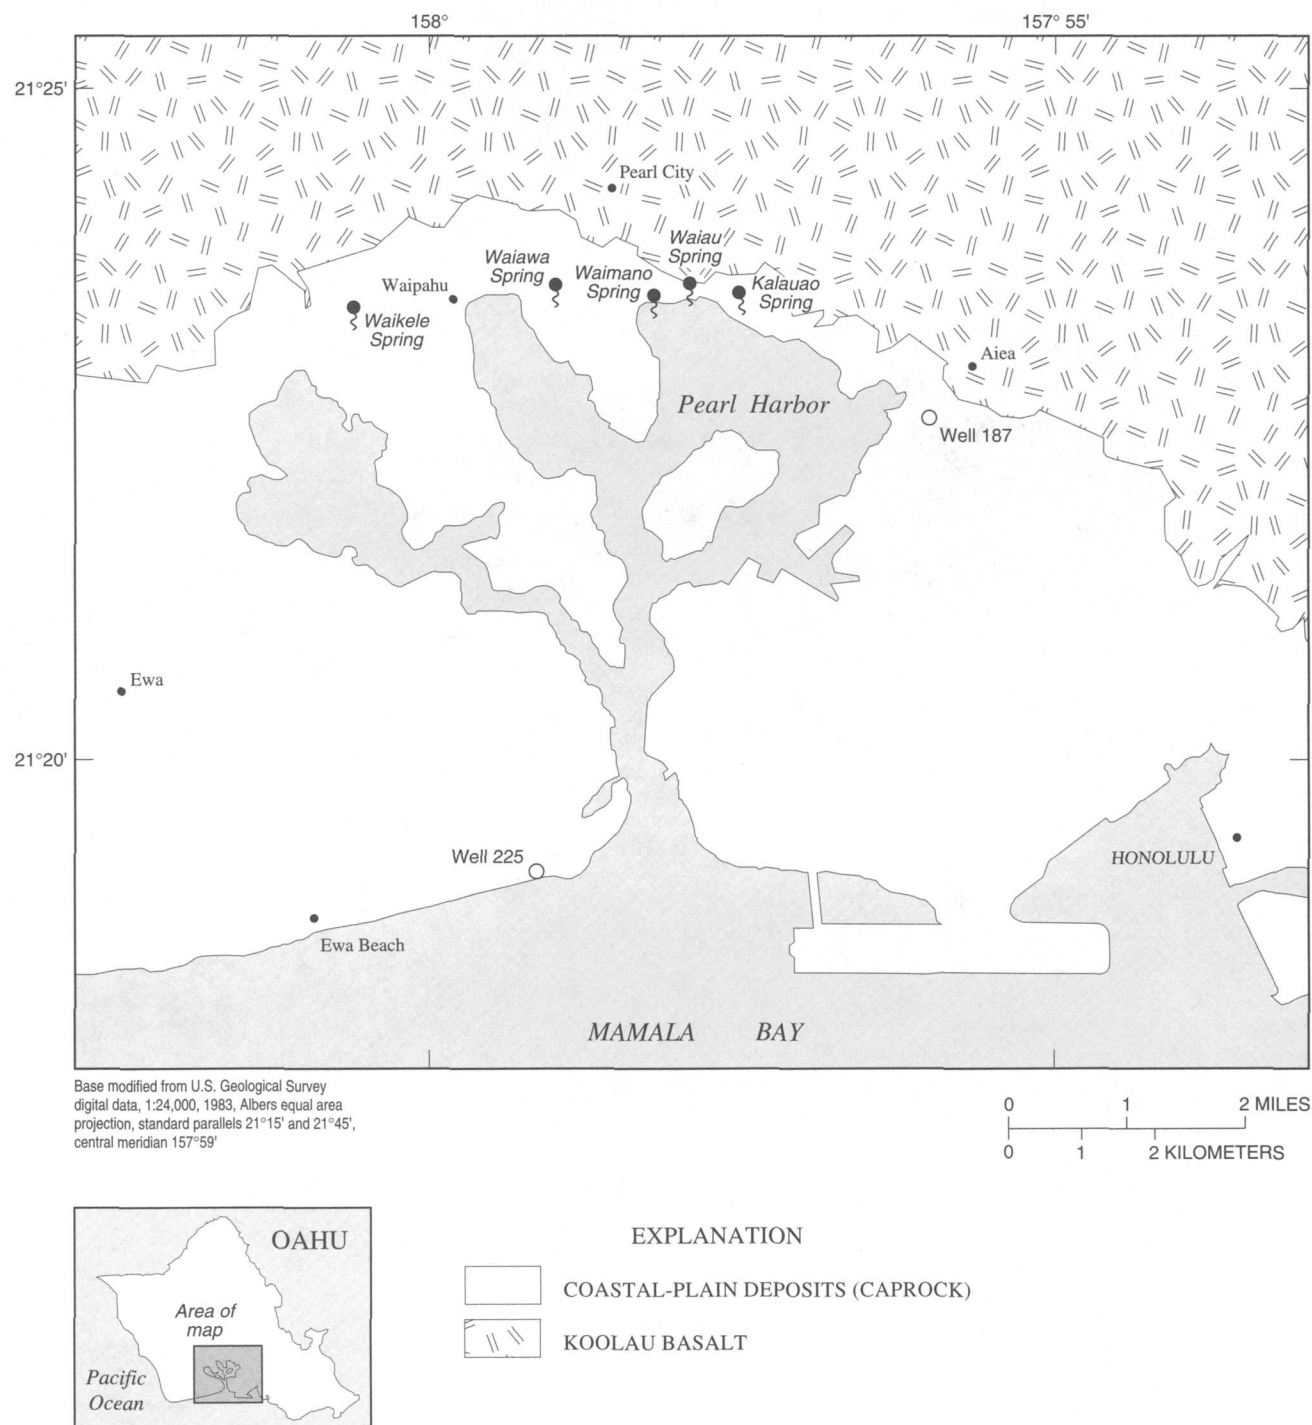 158°
157° 55'
21°25'
Pearl City
Waiau
Spring
Waiawa
Spring
Waimano
Spring
Kalauao
Spring
Waipahu
Waikele
Spring
Aiea
Pearl Harbor
Well 187
Ewa
21°20'
Well 225
HONOLULU
Ewa Beach
MAMALA BAY
Base modified from U.S. Geological Survey
digital data, 1:24,000, 1983, Albers equal area
projection, standard parallels 21°15' and 21°45',
central meridian 157°59'
0 1 2 MILES
0 1 2 KILOMETERS
OAHU
Area of
map
Pacific
Ocean
EXPLANATION
COASTAL-PLAIN DEPOSITS (CAPROCK)
KOOLAU BASALT